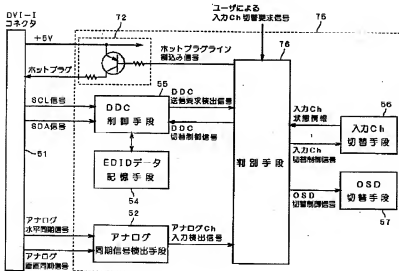 DVI-I
コネクタ
72
ユーザによる
入力Ch切替要求信号
75
+5V
ホットプラグ
ホットプラグライン
割込み信号
76
SCL信号
SDA信号
55
DDC
制御手段
DDC
送信要求検出信号
DDC
切替制御信号
51
EDIDデータ
記憶手段
54
判別手段
入力Ch
状態情報
56
入力Ch
切替手段
入力Ch
切替制御信号
OSD
切替手段
57
OSD
切替制御信号
アナログ
水平同期信号
52
アナログ
同期信号検出手段
アナログCh
入力検出信号
アナログ
垂直同期信号